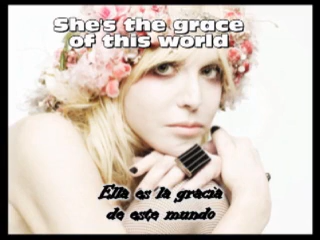 She's the grace
of this world
Ella es la gracia
de este mundo